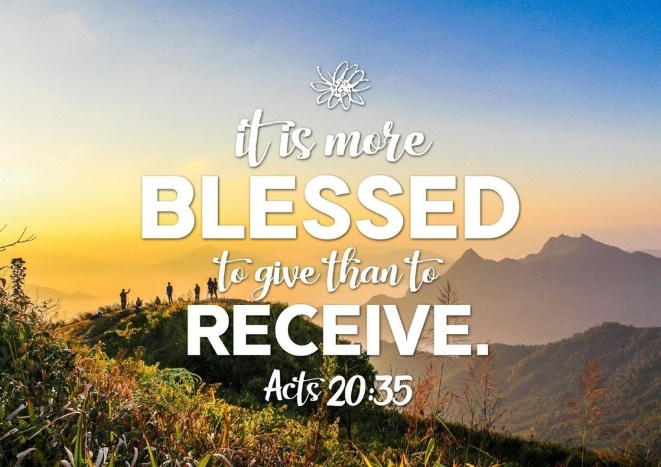 it is more
BLESSED
to give than to
RECEIVE.
Acts 20:35